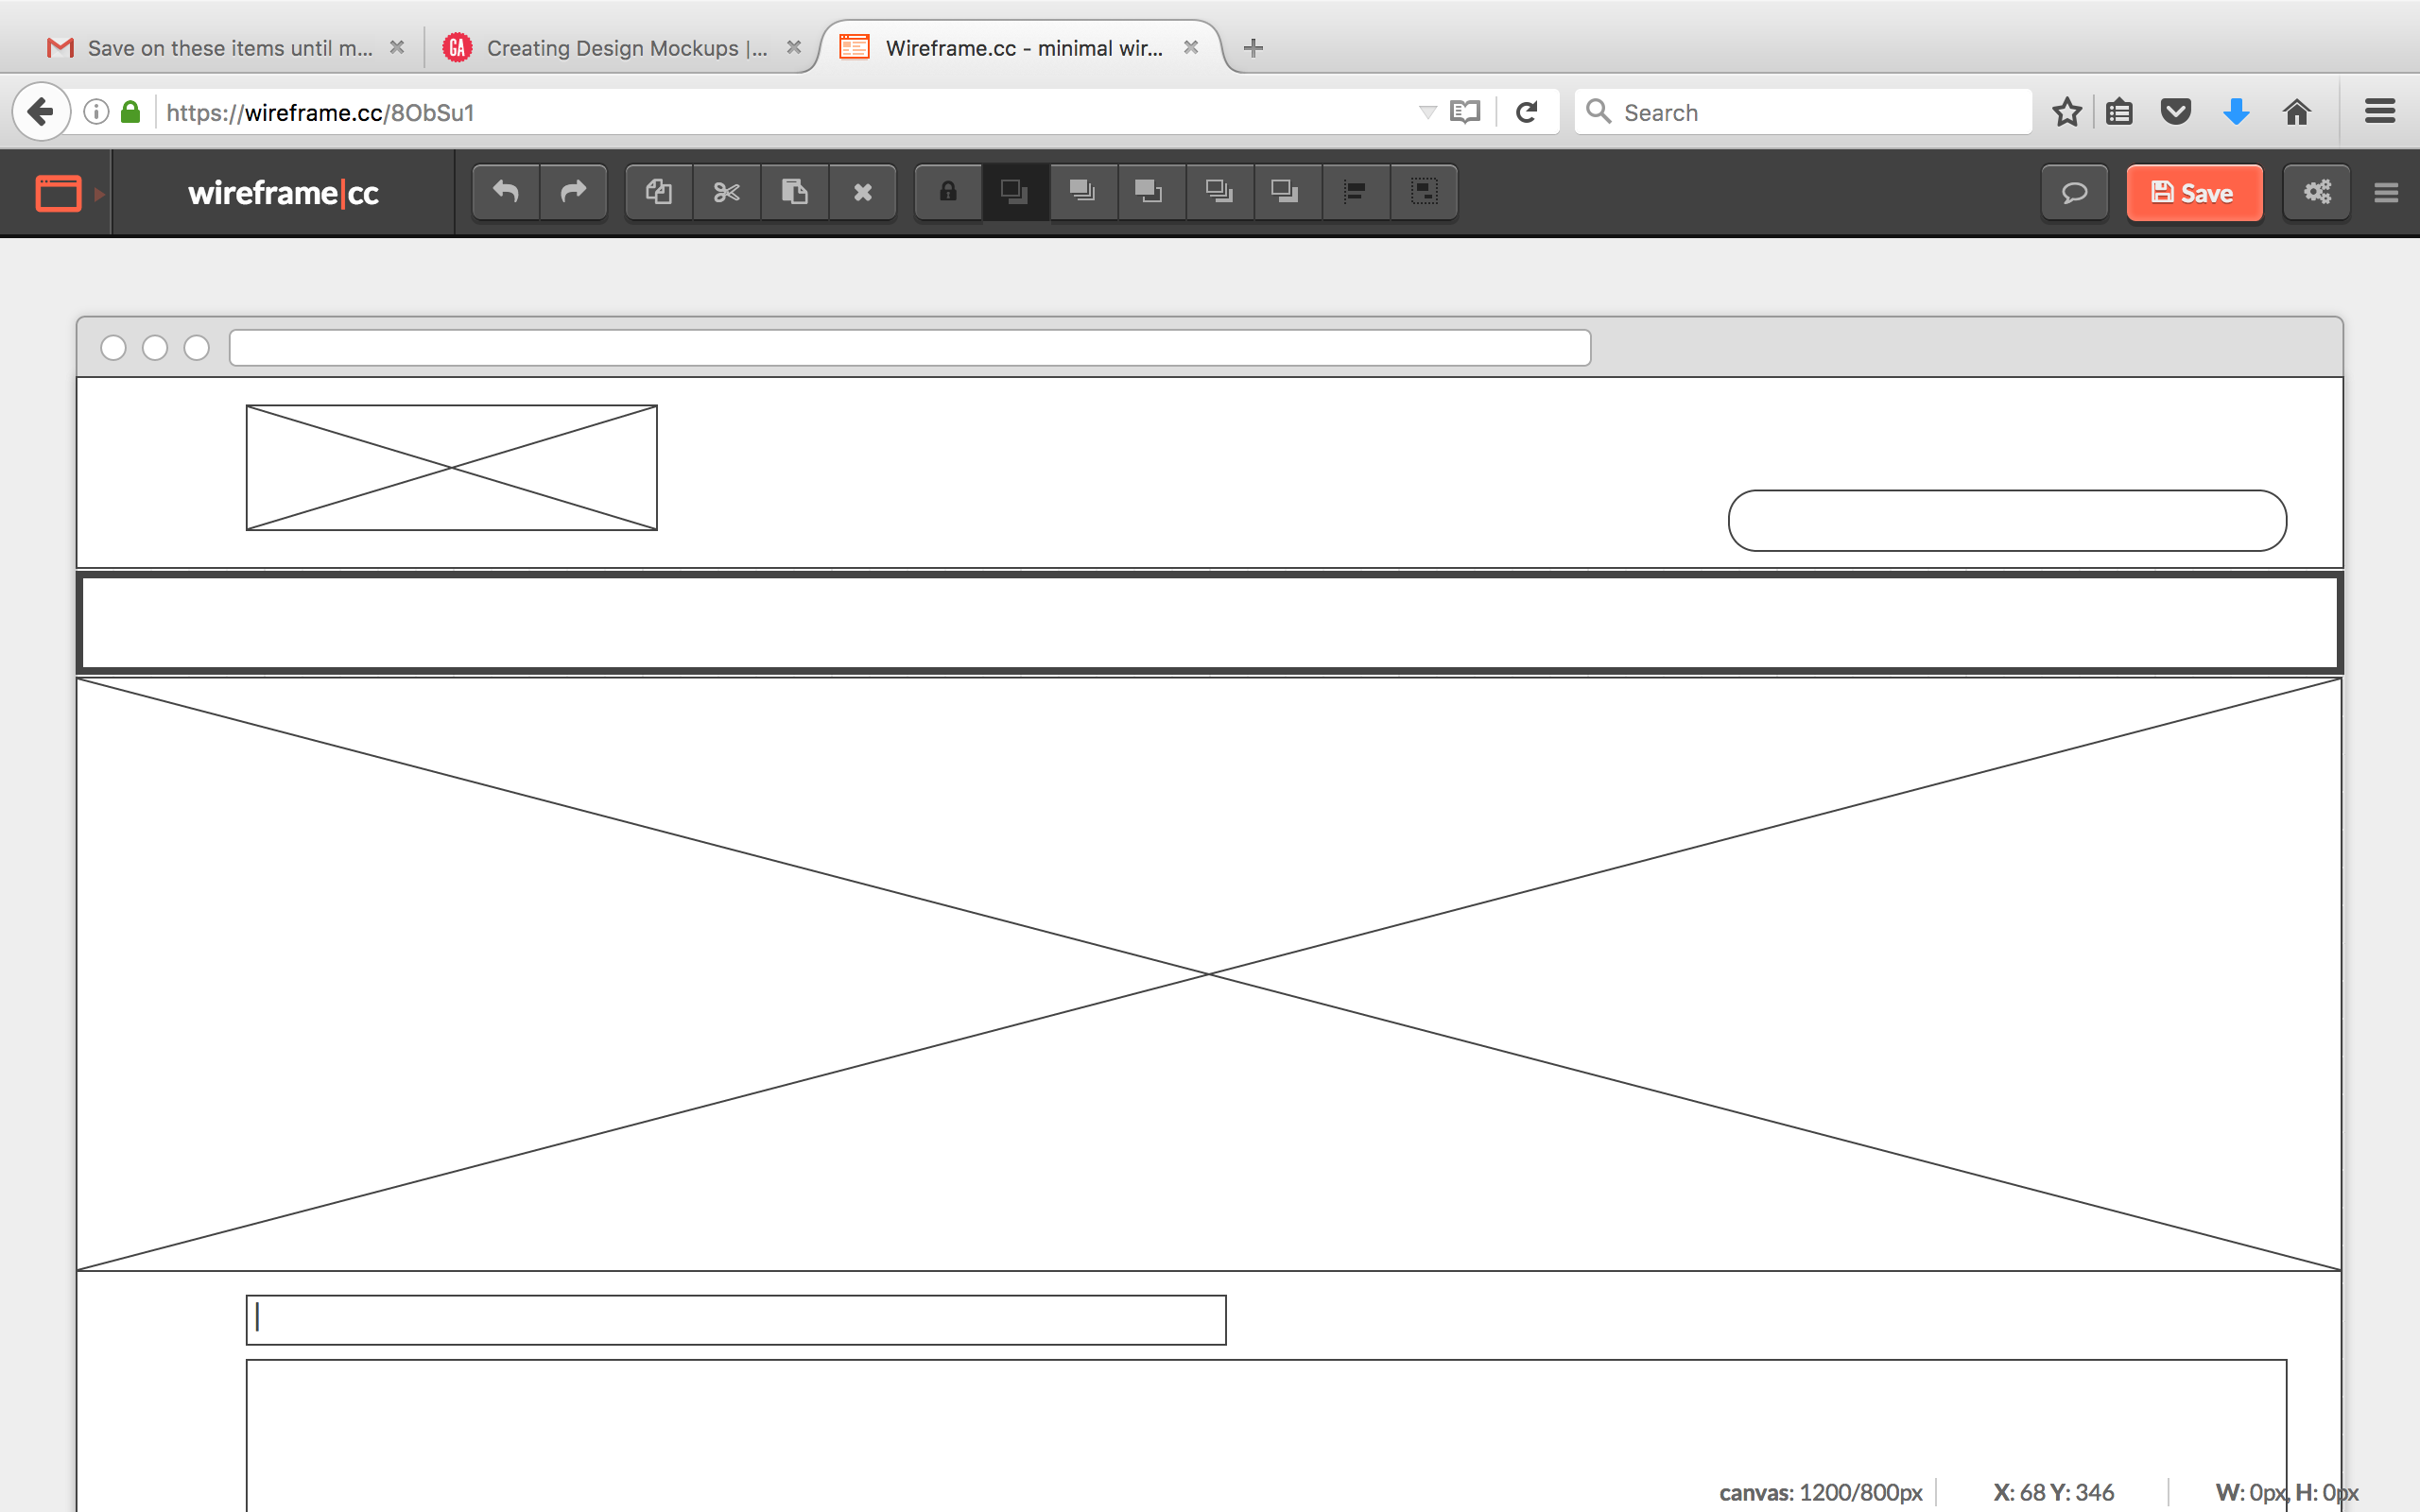 Save on these items until m...
GA
Creating Design Mockups |...
Wireframe.cc - minimal wir...
https://wireframe.cc/8ObSu1
Search
wireframe|cc
Save
canvas: 1200/800px
X: 68 Y: 346
W: 0px, H: 0px